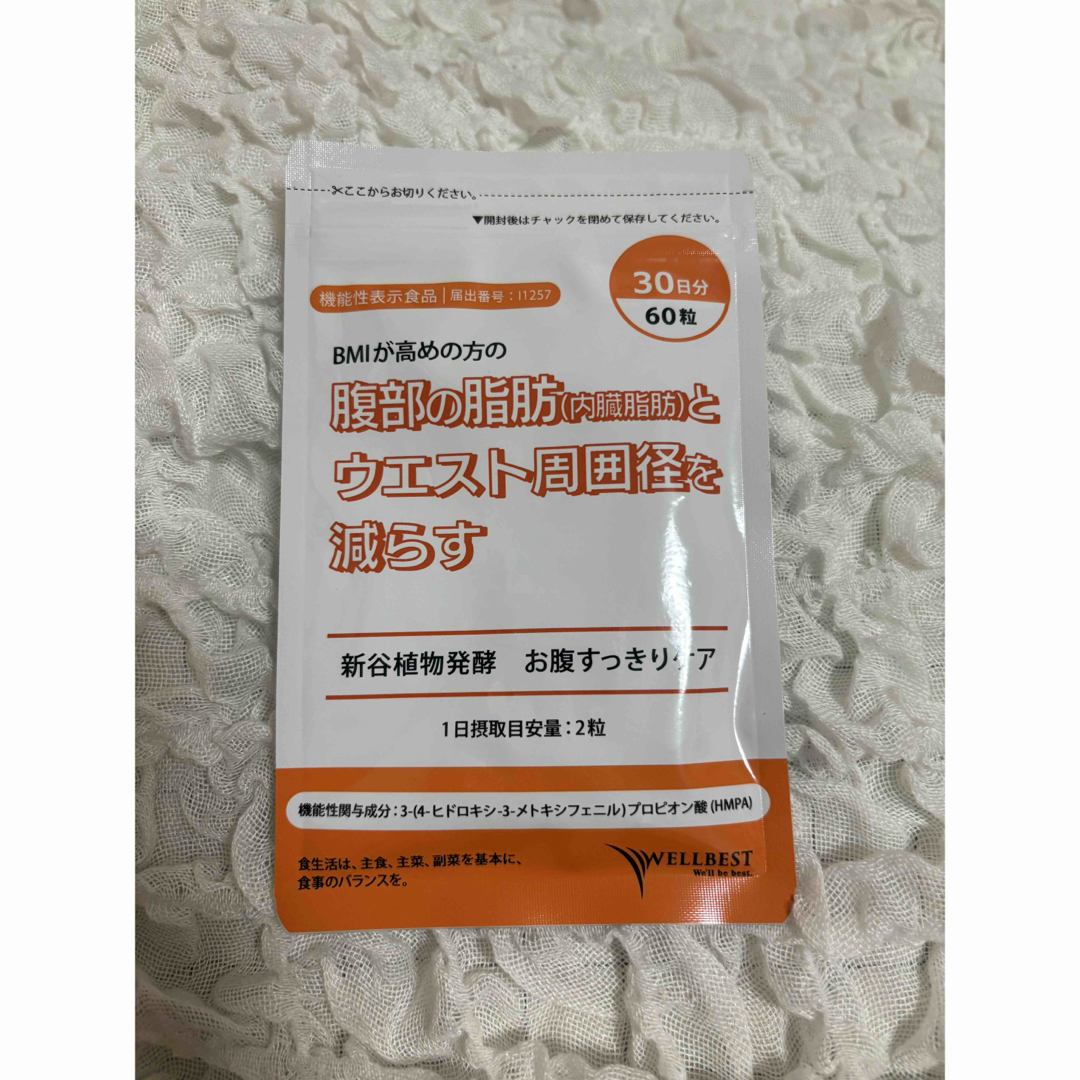 ✂ここからお切りください。
▼開封後はチャックを閉めて保存してください。
30日分
60粒
機能性表示食品｜届出番号：I1257
BMIが高めの方の
腹部の脂肪(内臓脂肪)と
ウエスト周囲径を
減らす
新谷植物発酵　お腹すっきりケア
1日摂取目安量：2粒
機能性関与成分：3-(4-ヒドロキシ-3-メトキシフェニル)プロピオン酸(HMPA)
食生活は、主食、主菜、副菜を基本に、
食事のバランスを。
WELLBEST
We'll be best.